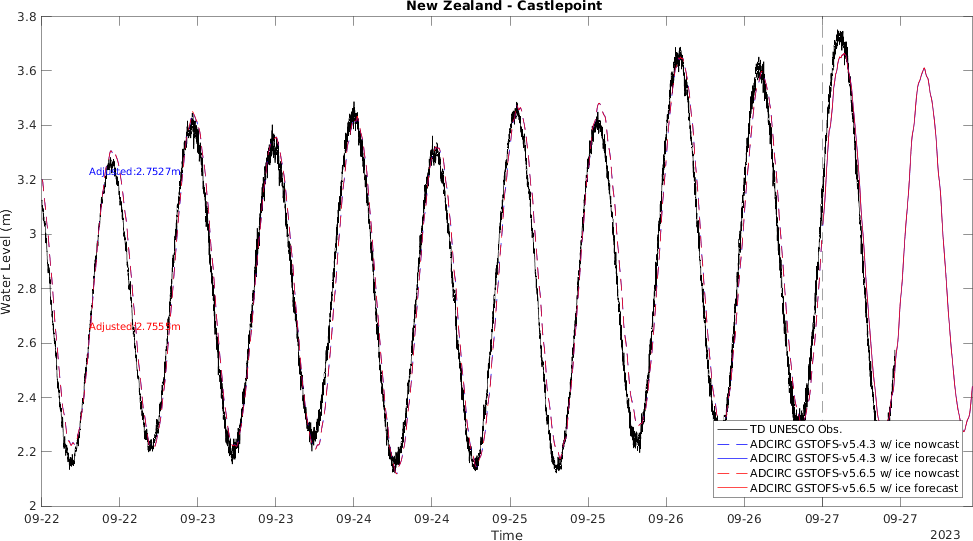 New Zealand - Castlepoint
3.8
3.6
3.4
3.2
3
2.8
2.6
2.4
2.2
2
Water Level (m)
Adjusted:2.7527m
Adjusted:2.7555m
TD UNESCO Obs.
ADCIRC GSTOFS-v5.4.3 w/ ice nowcast
ADCIRC GSTOFS-v5.4.3 w/ ice forecast
ADCIRC GSTOFS-v5.6.5 w/ ice nowcast
ADCIRC GSTOFS-v5.6.5 w/ ice forecast
09-22 09-22 09-23 09-23 09-24 09-24 09-25 09-25 09-26 09-26 09-27 09-27
Time
2023